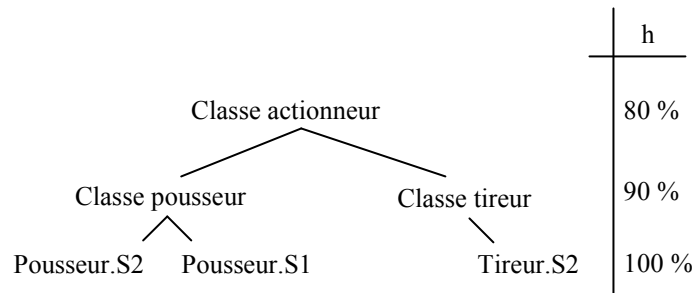 h
Classe actionneur 80 %
Classe pousseur Classe tireur 90 %
Pousseur.S2 Pousseur.S1 Tireur.S2 100 %